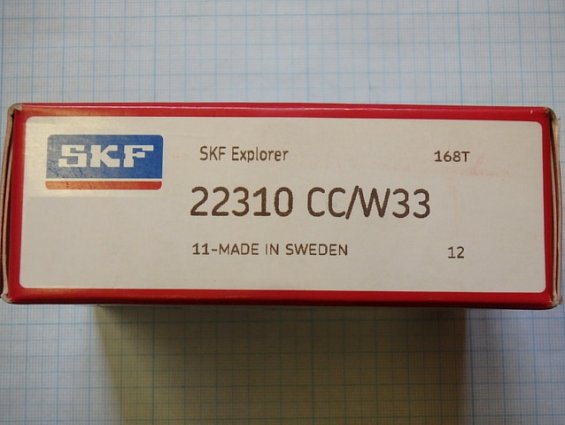 SKF
SKF Explorer 168T
22310 CC/W33
11-MADE IN SWEDEN 12